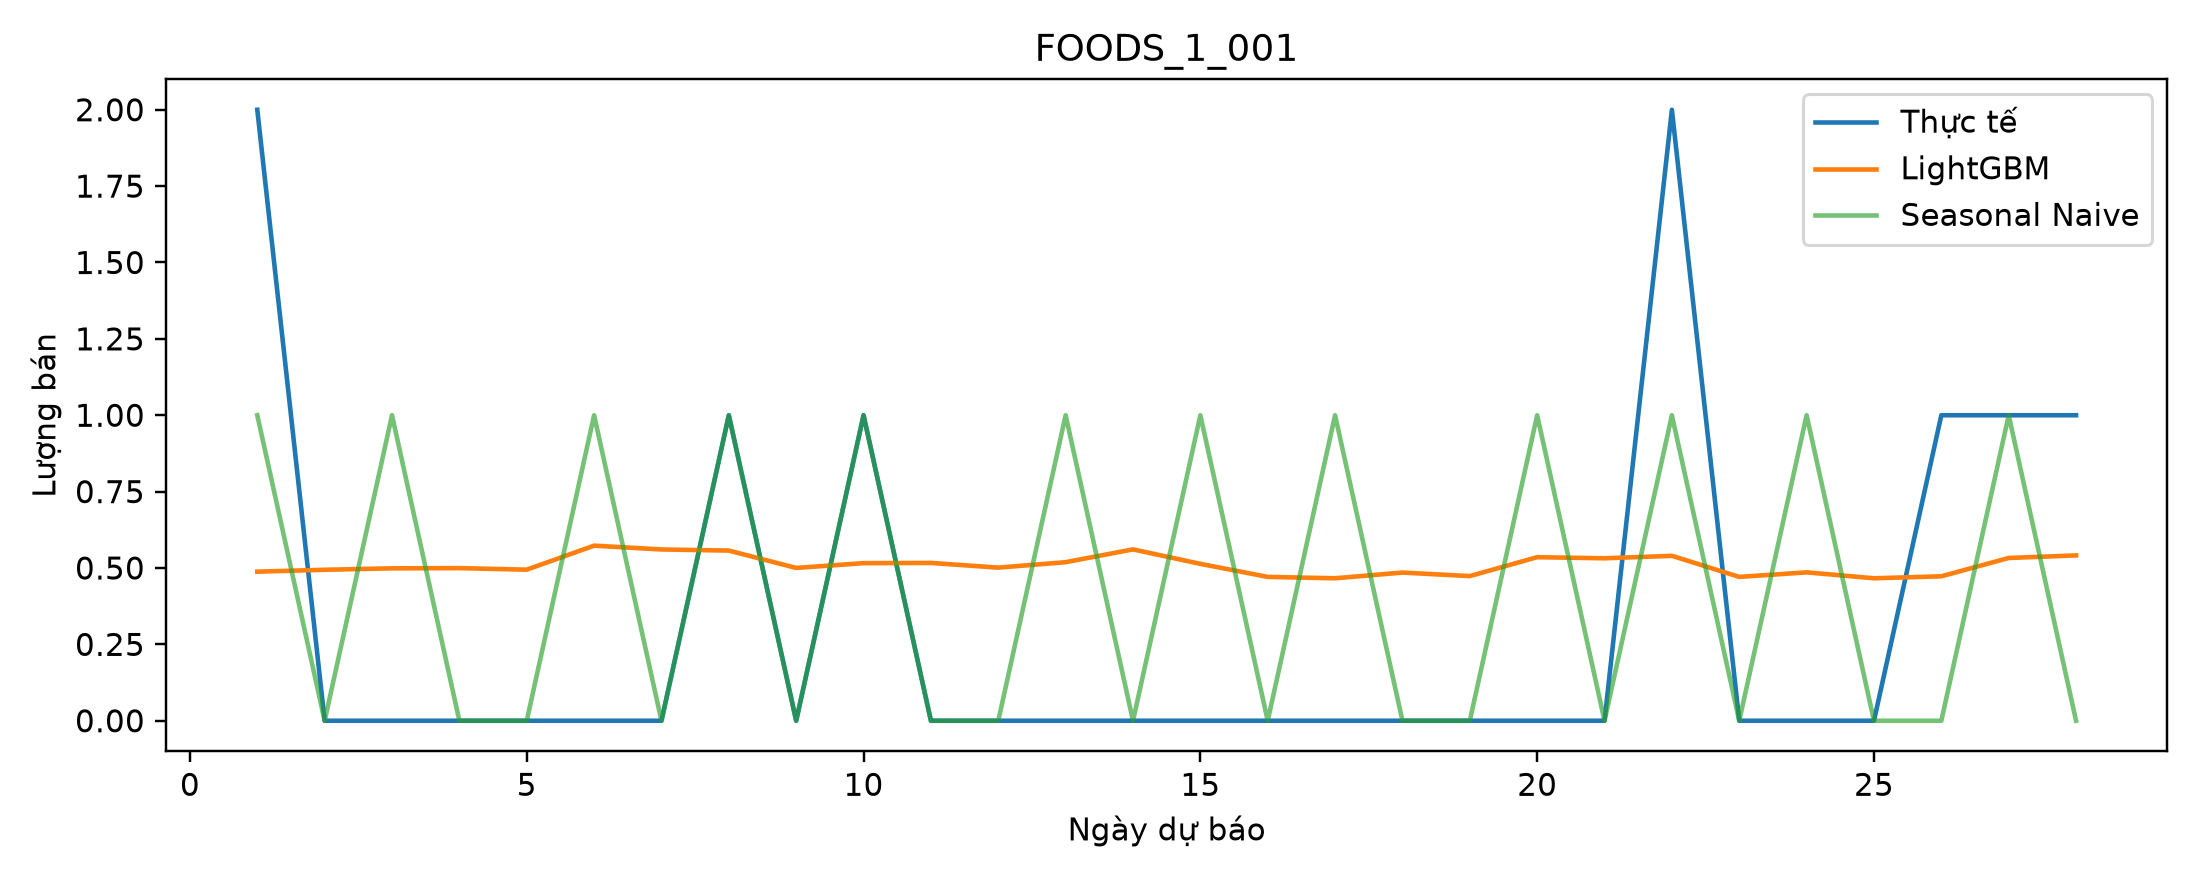 FOODS_1_001
Thực tế
LightGBM
Seasonal Naive
Lượng bán
2.00
1.75
1.50
1.25
1.00
0.75
0.50
0.25
0.00
0 5 10 15 20 25
Ngày dự báo